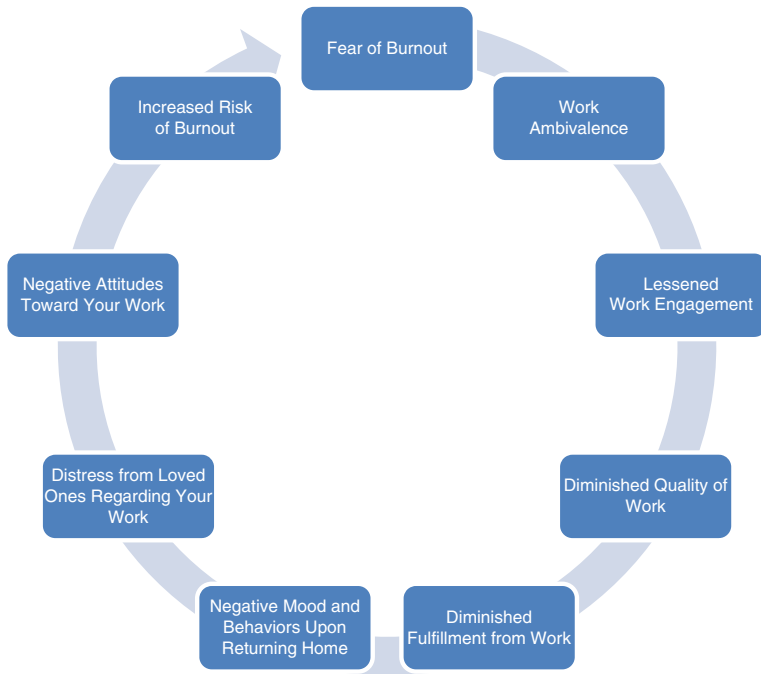 Fear of Burnout
Work
Ambivalence
Lessened
Work Engagement
Diminished Quality of
Work
Diminished
Fulfillment from Work
Negative Mood and
Behaviors Upon
Returning Home
Distress from Loved
Ones Regarding Your
Work
Negative Attitudes
Toward Your Work
Increased Risk
of Burnout